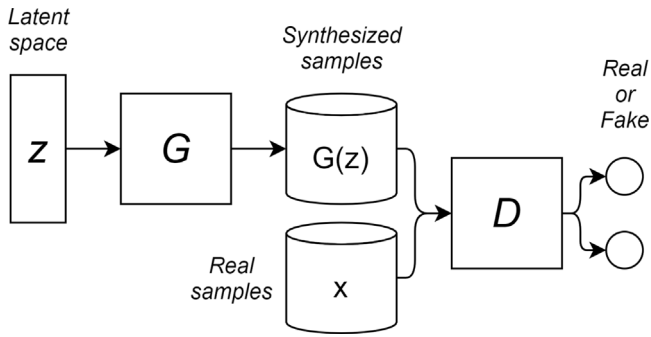 Latent
space
z
G
Synthesized
samples
G(z)
Real
samples
x
D
Real
or
Fake